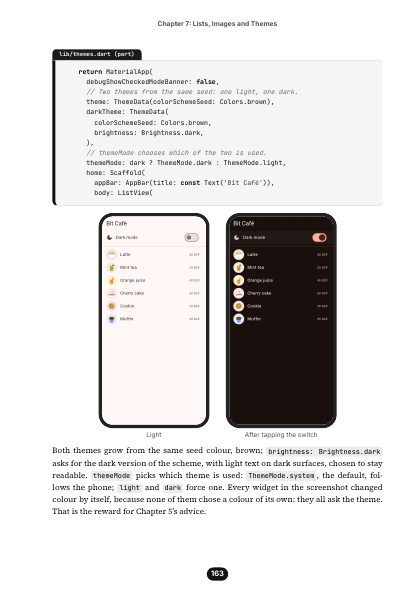 Chapter 7: Lists, Images and Themes
lib/themes.dart (part)
return MaterialApp(
debugShowCheckedModeBanner: false,
// Two themes from the same seed: one light, one dark.
theme: ThemeData(colorSchemeSeed: Colors.brown),
darkTheme: ThemeData(
colorSchemeSeed: Colors.brown,
brightness: Brightness.dark,
),
// themeMode chooses which of the two is used.
themeMode: dark ? ThemeMode.dark : ThemeMode.light,
home: Scaffold(
appBar: AppBar(title: const Text('Bit Café')),
body: ListView(
Bit Café
Dark mode
Latte
Mint tea
Orange juice
Cherry cake
Cookie
Muffin
Bit Café
Dark mode
Latte
Mint tea
Orange juice
Cherry cake
Cookie
Muffin
Light
After tapping the switch
Both themes grow from the same seed colour, brown; brightness: Brightness.dark
asks for the dark version of the scheme, with light text on dark surfaces, chosen to stay
readable. themeMode picks which theme is used: ThemeMode.system, the default, fol-
lows the phone; light and dark force one. Every widget in the screenshot changed
colour by itself, because none of them chose a colour of its own: they all ask the theme.
That is the reward for Chapter 5's advice.
163